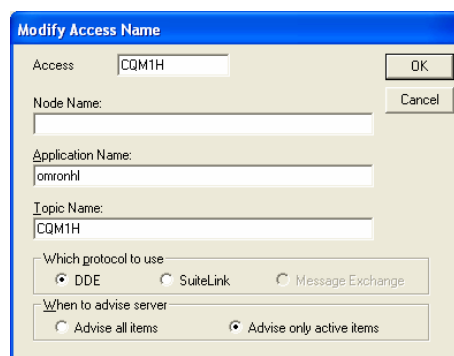 Modify Access Name
Access CQM1H
OK
Node Name:
Cancel
Application Name:
omronhl
Topic Name:
CQM1H
Which protocol to use
DDE SuiteLink Message Exchange
When to advise server
Advise all items Advise only active items